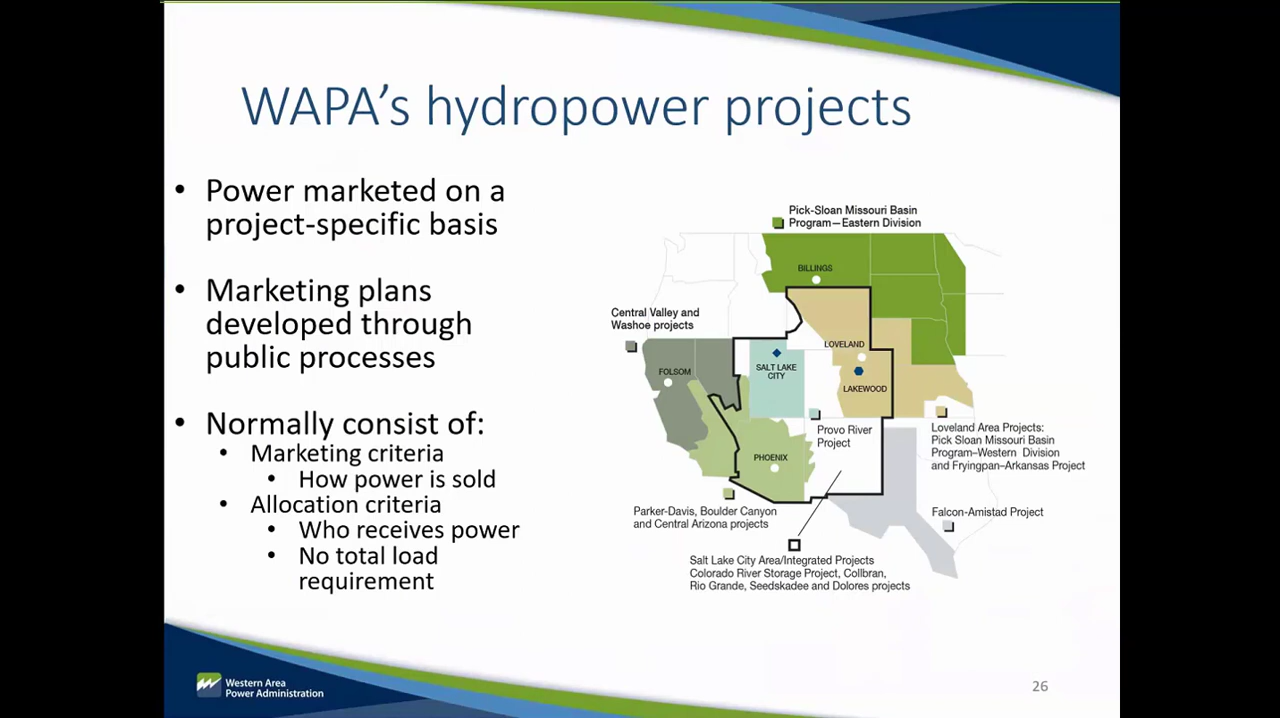 WAPA's hydropower projects
• Power marketed on a
project-specific basis
• Marketing plans
developed through
public processes
• Normally consist of:
• Marketing criteria
• How power is sold
• Allocation criteria
• Who receives power
• No total load
requirement
Pick-Sloan Missouri Basin
Program—Eastern Division
BILLINGS
Central Valley and
Washoe projects
LOVELAND
FOLSOM
SALT LAKE
CITY
LAKEWOOD
Provo River
Project
Loveland Area Projects:
Pick Sloan Missouri Basin
Program–Western Division
and Fryingpan–Arkansas Project
PHOENIX
Parker-Davis, Boulder Canyon
and Central Arizona projects
Falcon-Amistad Project
Salt Lake City Area/Integrated Projects
Colorado River Storage Project, Collbran,
Rio Grande, Seedskadee and Dolores projects
Western Area
Power Administration
26